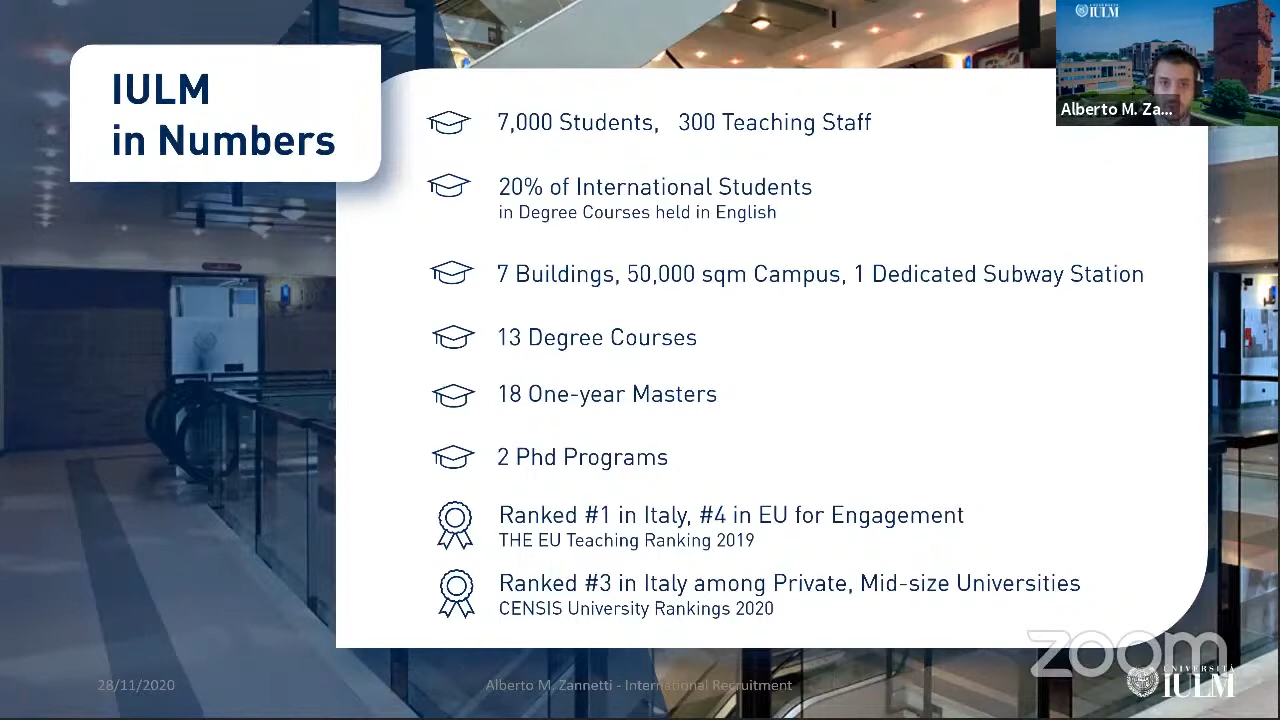 IULM
in Numbers
7,000 Students, 300 Teaching Staff
20% of International Students
in Degree Courses held in English
7 Buildings, 50,000 sqm Campus, 1 Dedicated Subway Station
13 Degree Courses
18 One-year Masters
2 Phd Programs
Ranked #1 in Italy, #4 in EU for Engagement
THE EU Teaching Ranking 2019
Ranked #3 in Italy among Private, Mid-size Universities
CENSIS University Rankings 2020
UNIVERSITÀ
IULM
Alberto M. Za...
zoom
28/11/2020
Alberto M. Zannetti - International Recruitment
UNIVERSITÀ
IULM